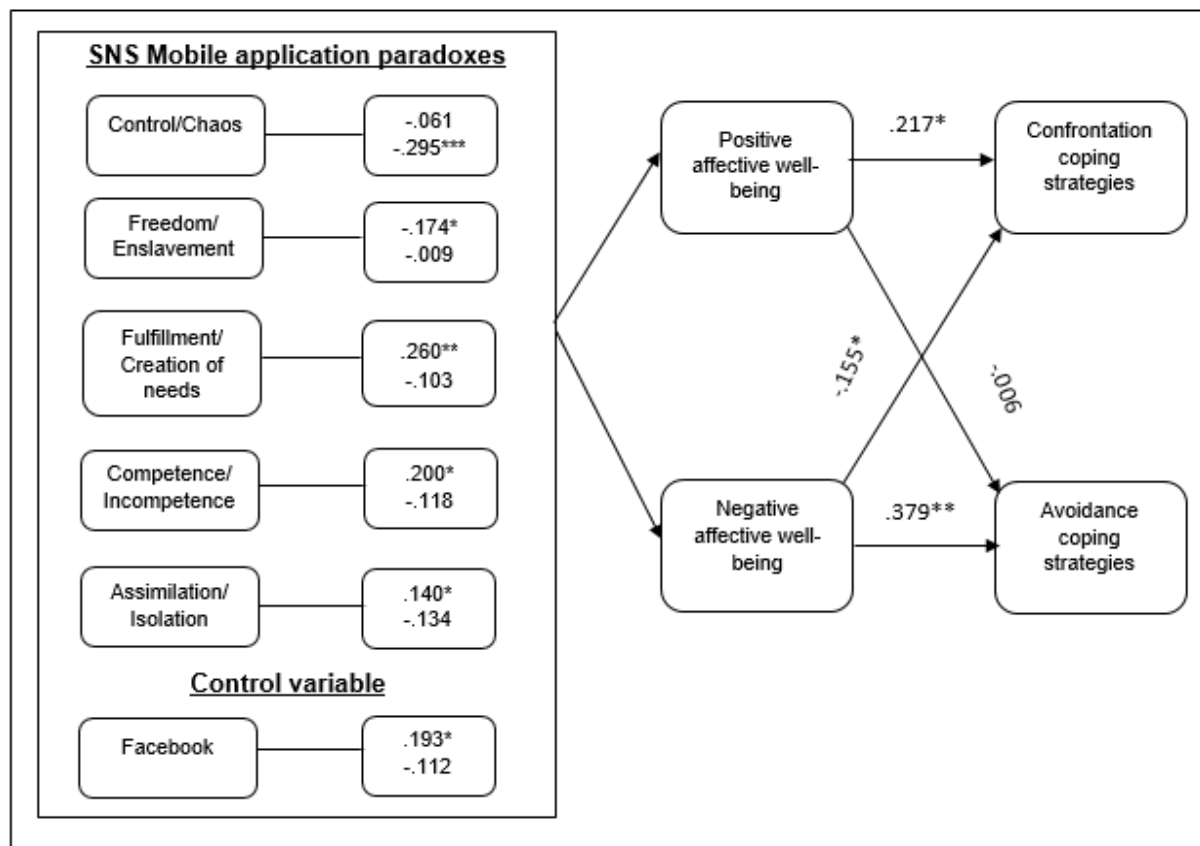 SNS Mobile application paradoxes
Control/Chaos
-.061
-.295***
Freedom/
Enslavement
-.174*
-.009
Fulfillment/
Creation of
needs
.260**
-.103
Competence/
Incompetence
.200*
-.118
Assimilation/
Isolation
.140*
-.134
Control variable
Facebook
.193*
-.112
Positive
affective well-
being
.217*
Confrontation
coping
strategies
-.155*
-.006
Negative
affective well-
being
.379**
Avoidance
coping
strategies